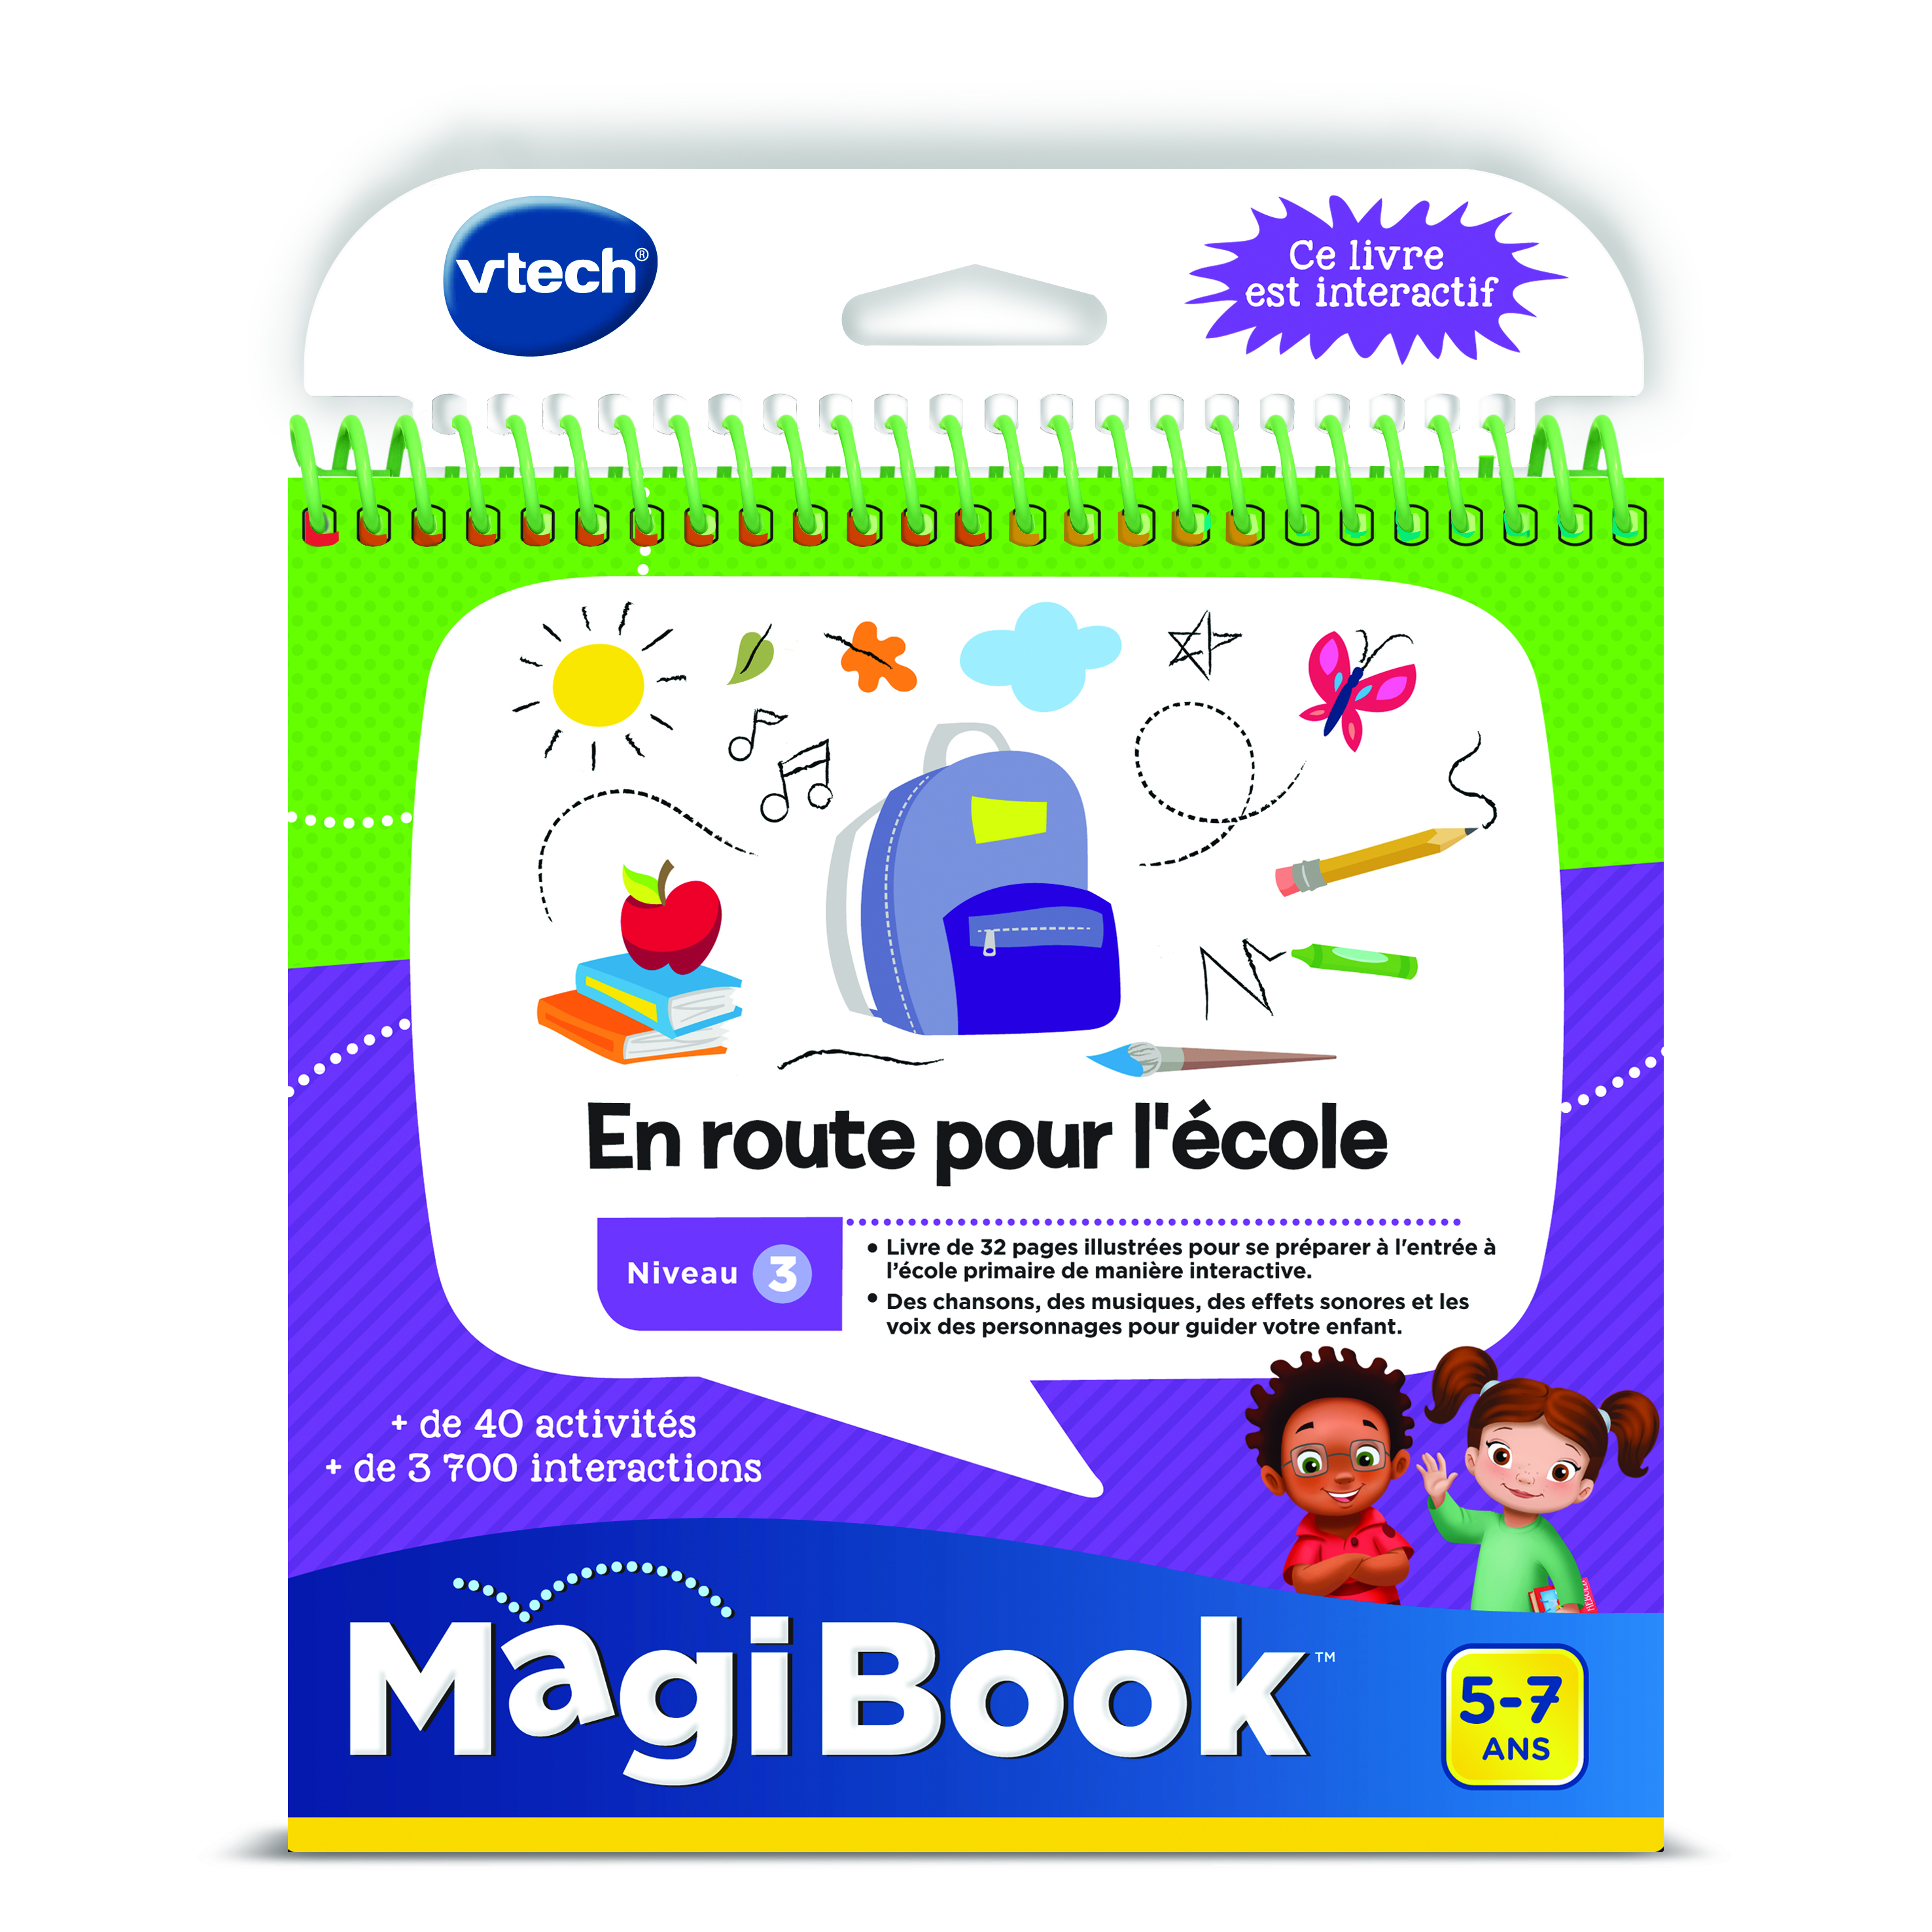 vtech®
Ce livre
est interactif
En route pour l'école
Niveau 3
• Livre de 32 pages illustrées pour se préparer à l'entrée à
l'école primaire de manière interactive.
• Des chansons, des musiques, des effets sonores et les
voix des personnages pour guider votre enfant.
+ de 40 activités
+ de 3 700 interactions
MagiBook™
5-7
ANS